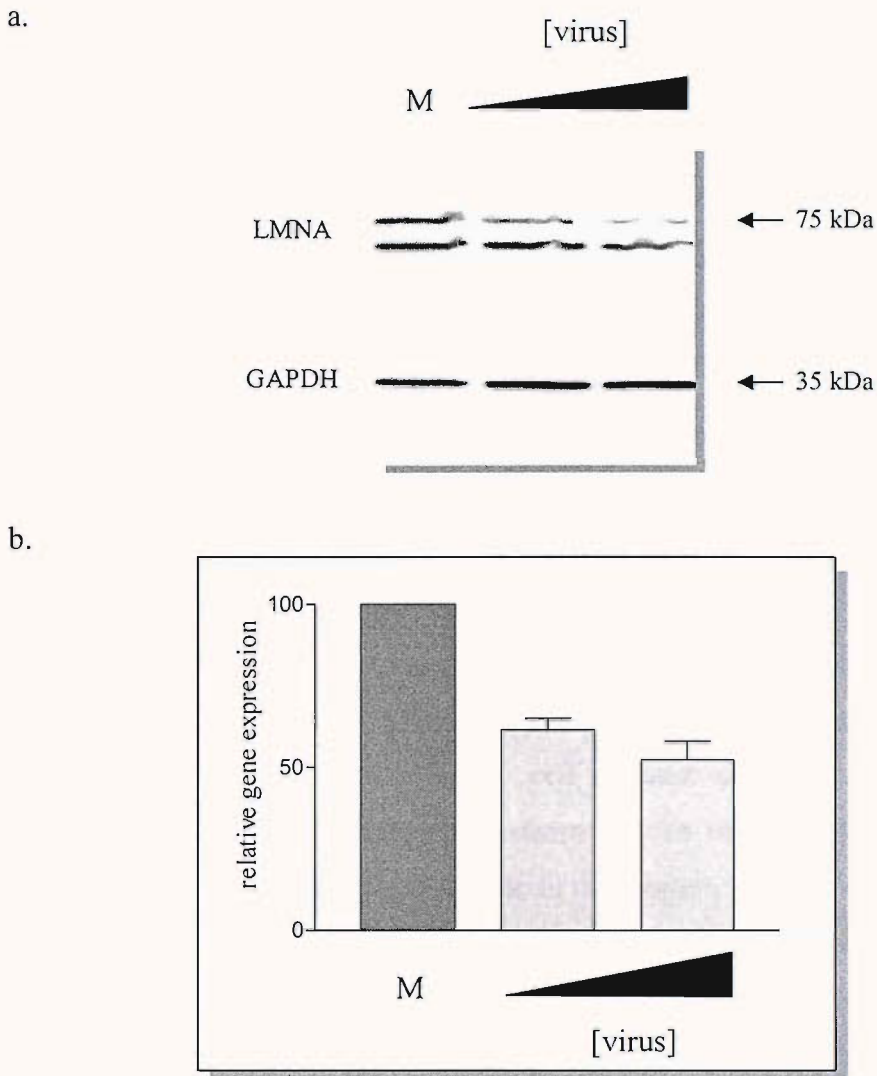 a.
[virus]
M
LMNA
75 kDa
GAPDH
35 kDa
b.
relative gene expression
100
50
0
M
[virus]